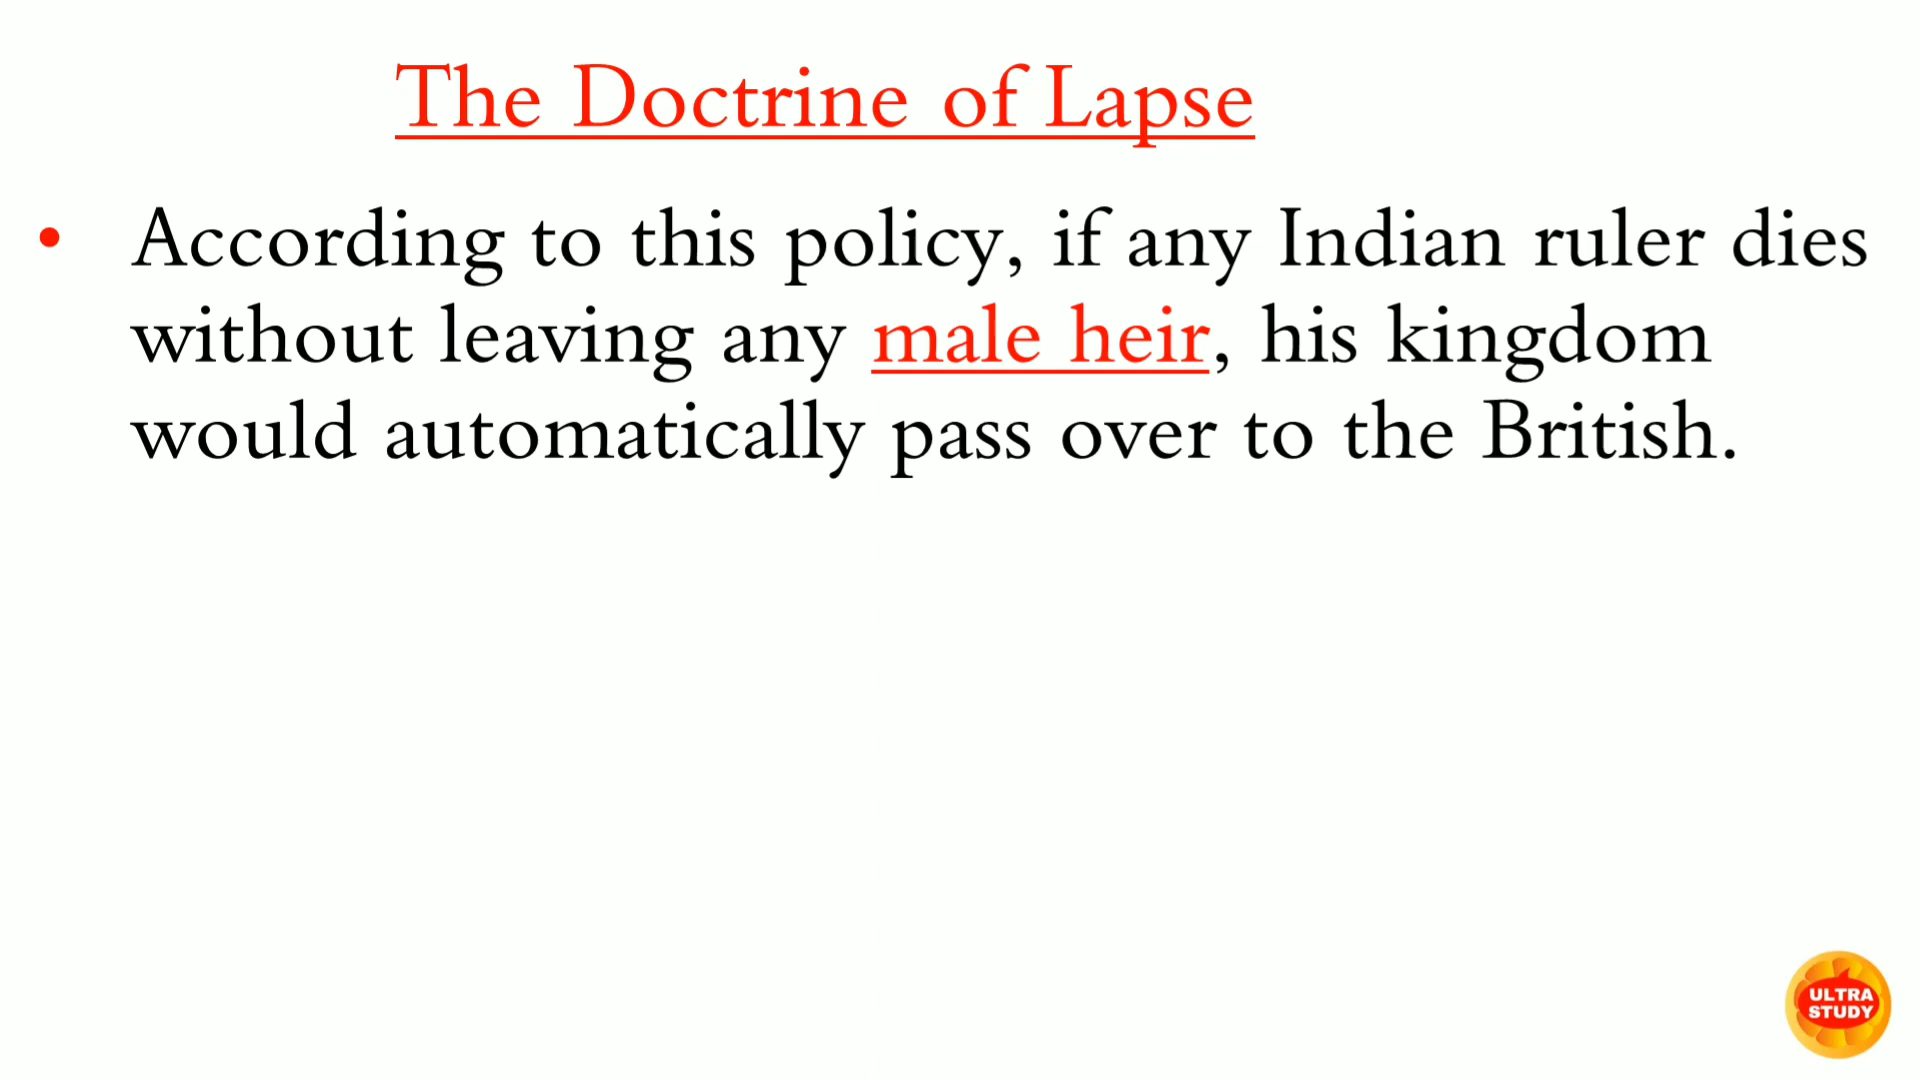 The Doctrine of Lapse
• According to this policy, if any Indian ruler dies
without leaving any male heir, his kingdom
would automatically pass over to the British.
ULTRA
STUDY